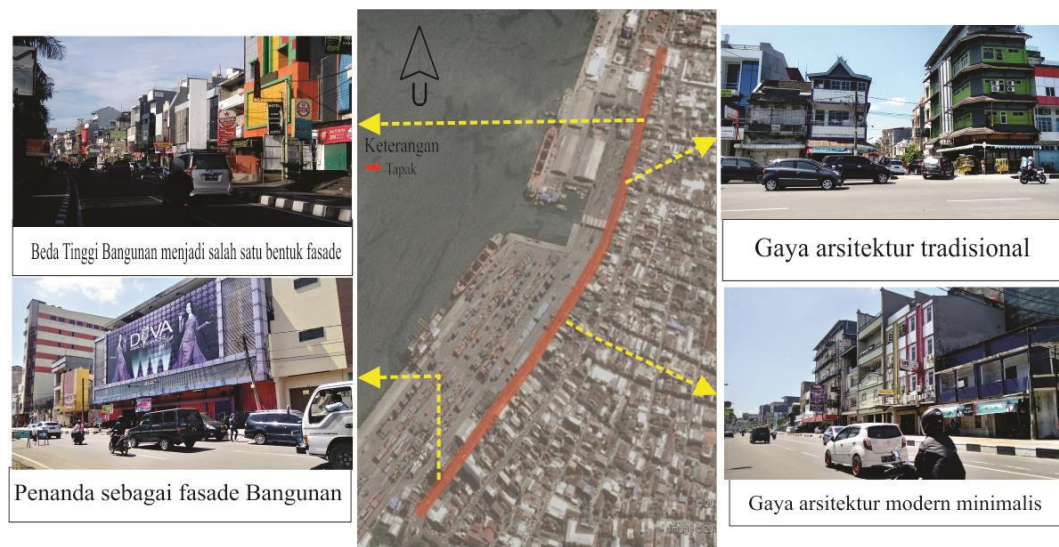 Beda Tinggi Bangunan menjadi salah satu bentuk fasade
DIVA
Penanda sebagai fasade Bangunan
U
Keterangan
Tapak
Gaya arsitektur tradisional
Gaya arsitektur modern minimalis